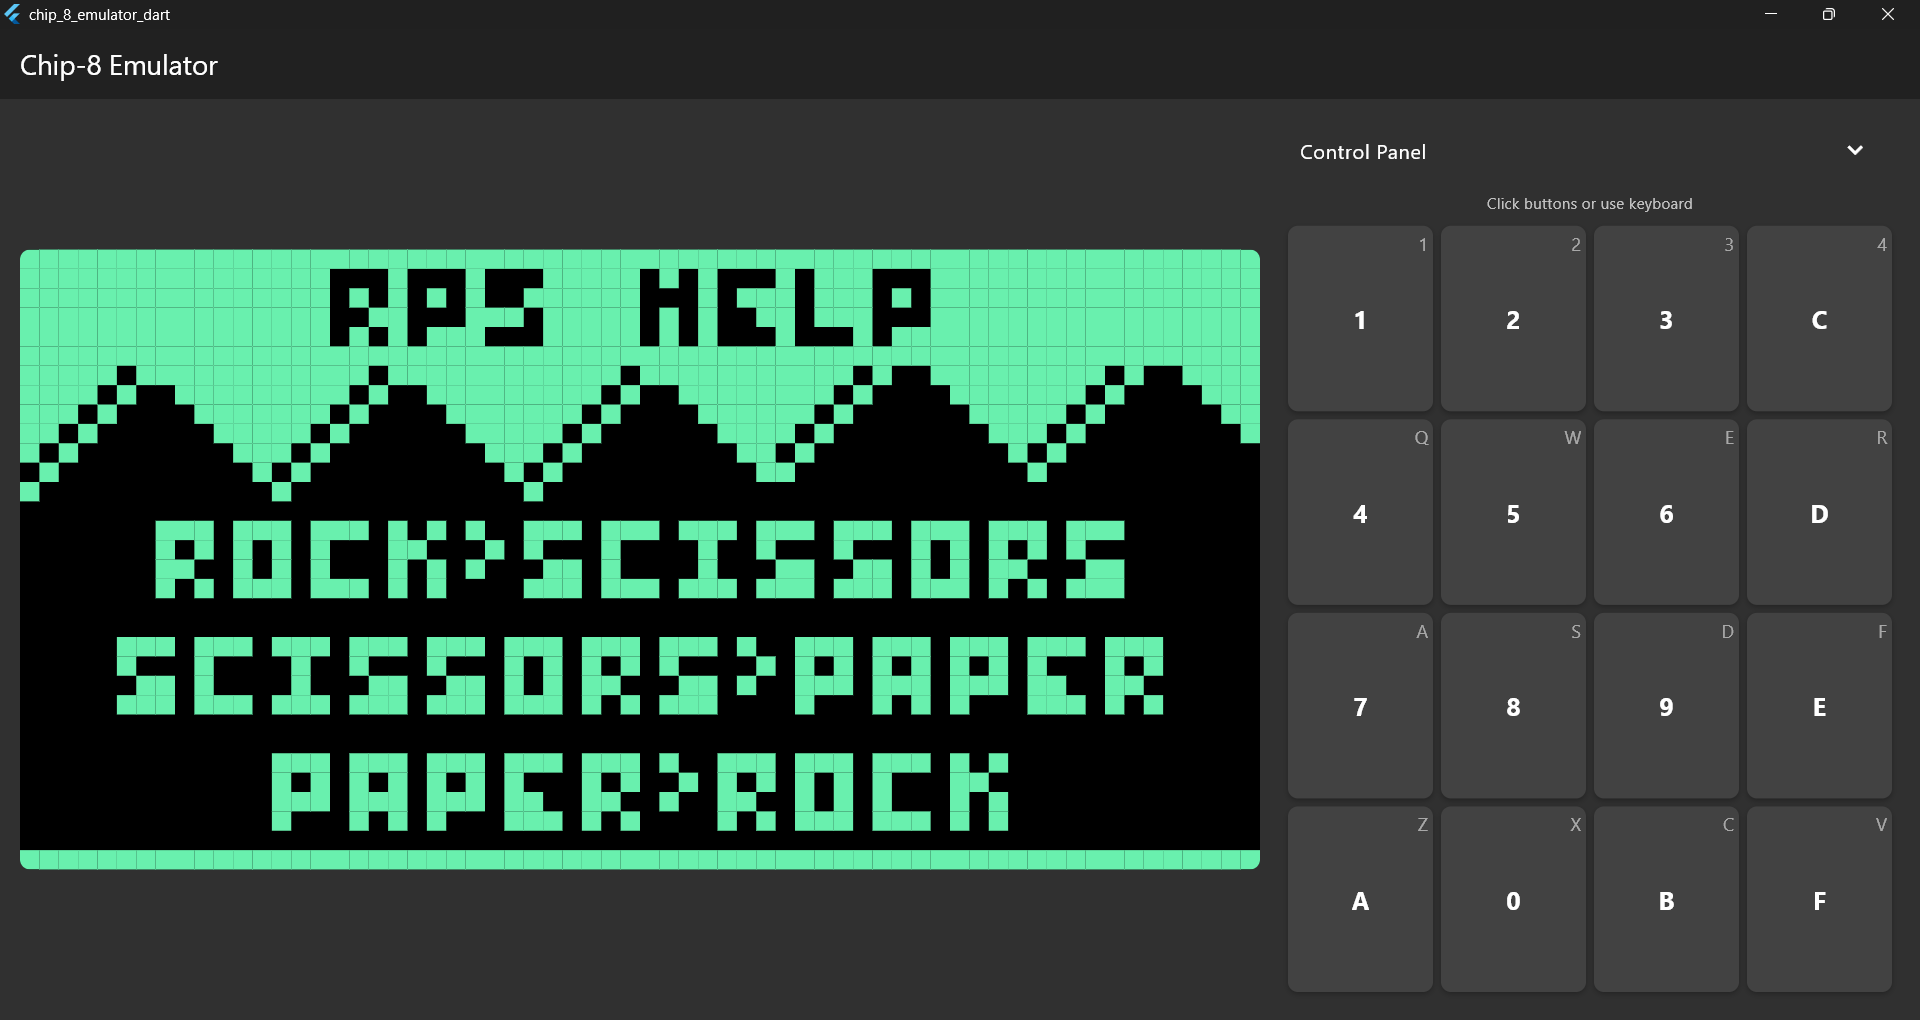 chip_8_emulator_dart
Chip-8 Emulator
RPS HELP
ROCK>SCISSORS
SCISSORS>PAPER
PAPER>ROCK
Control Panel
Click buttons or use keyboard
1 2 3 4
1 2 3 C
Q W E R
4 5 6 D
A S D F
7 8 9 E
Z X C V
A 0 B F